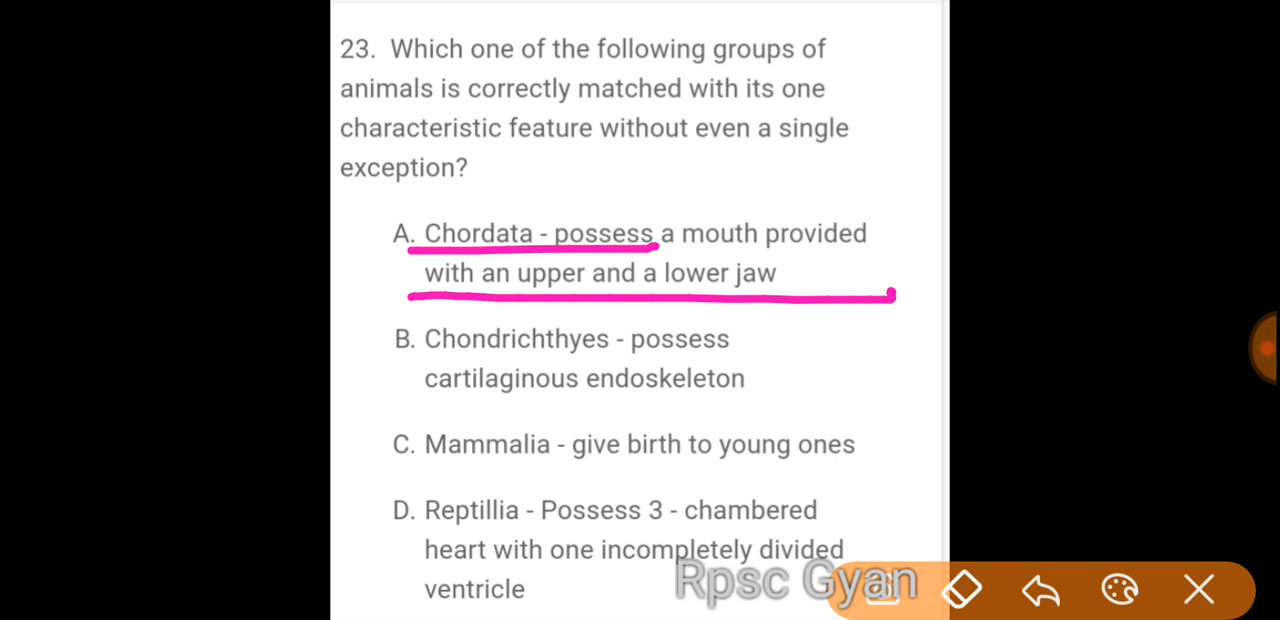 23. Which one of the following groups of
animals is correctly matched with its one
characteristic feature without even a single
exception?
A. Chordata - possess a mouth provided
with an upper and a lower jaw
B. Chondrichthyes - possess
cartilaginous endoskeleton
C. Mammalia - give birth to young ones
D. Reptillia - Possess 3 - chambered
heart with one incompletely divided
ventricle
Rpsc Gyan